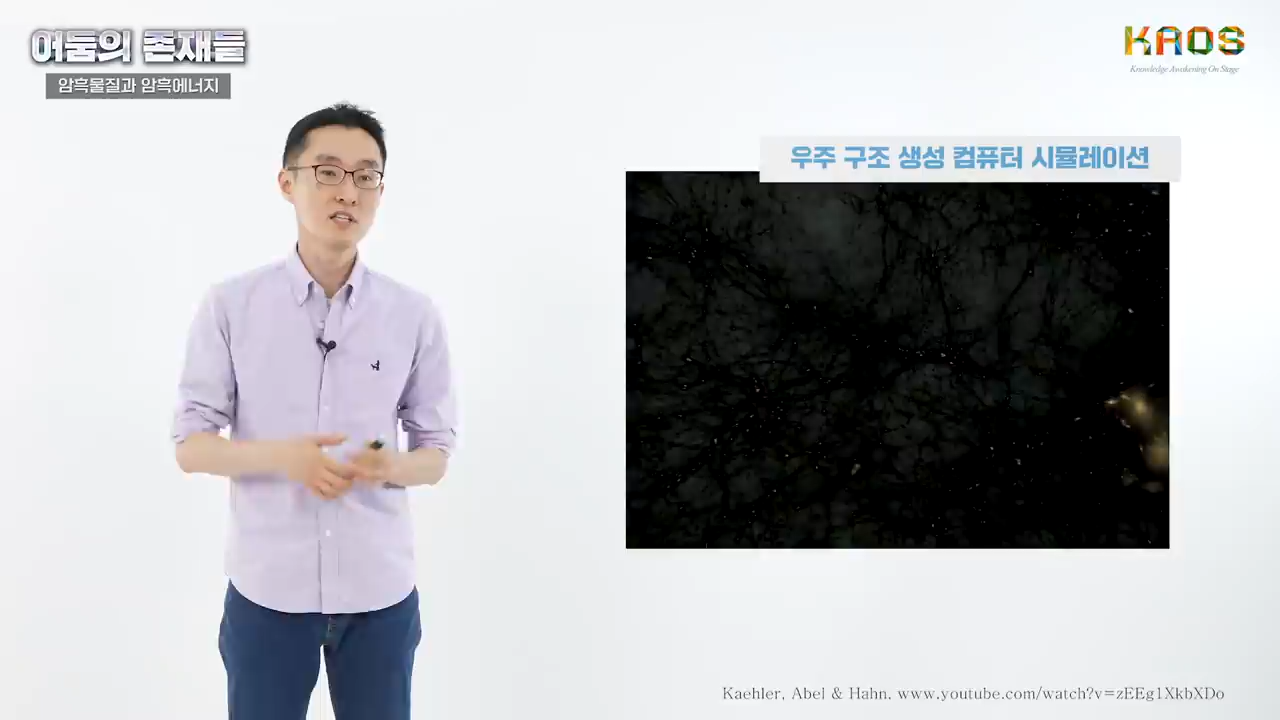 어둠의 존재들
암흑물질과 암흑에너지
KAOS
Knowledge Awakening On Stage
우주 구조 생성 컴퓨터 시뮬레이션
Kaehler, Abel & Hahn, www.youtube.com/watch?v=zEEg1XkbXDo